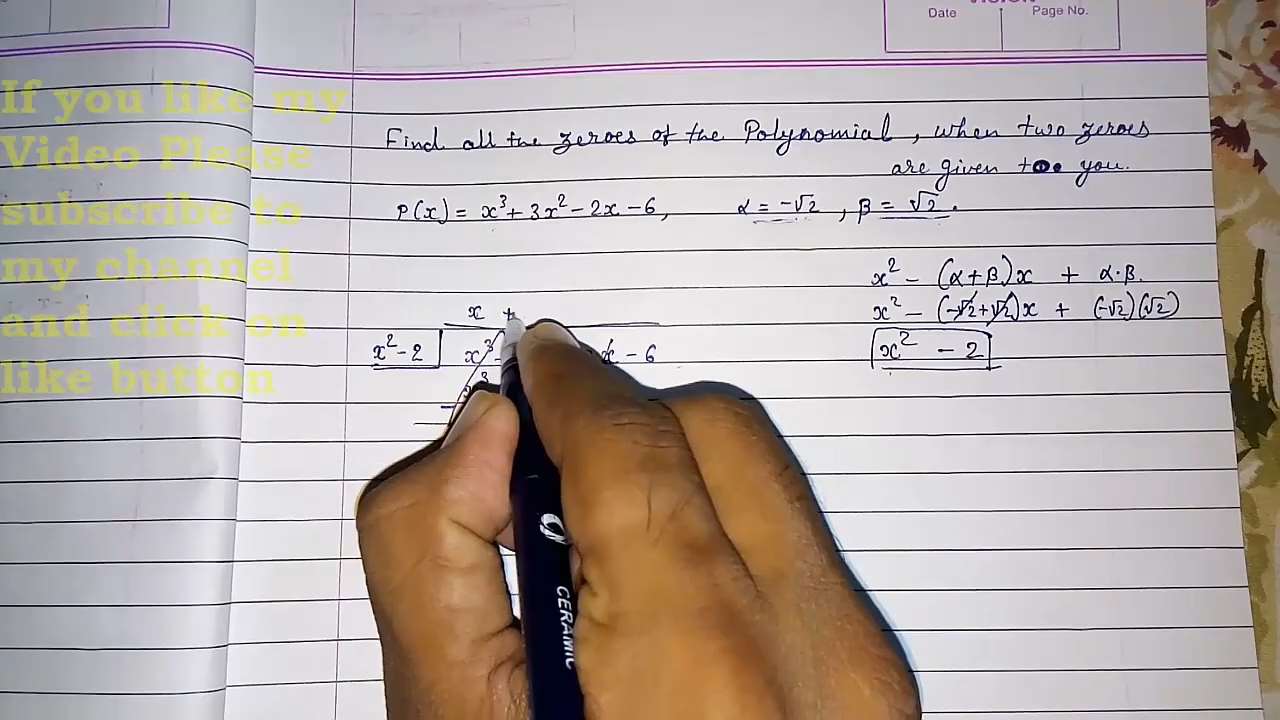 Date Page No.
If you like my
Video Please
subscribe to
my channel
and click on
like button
Find all the zeroes of the Polynomial, when two zeroes
are given to you.
P(x) = x³ + 3x² - 2x - 6, α = -√2, β = √2.
x² - (α+β)x + α·β.
x² - (-√2+√2)x + (-√2)(√2)
x² - 2
x +
x² - 2 x³ - 6